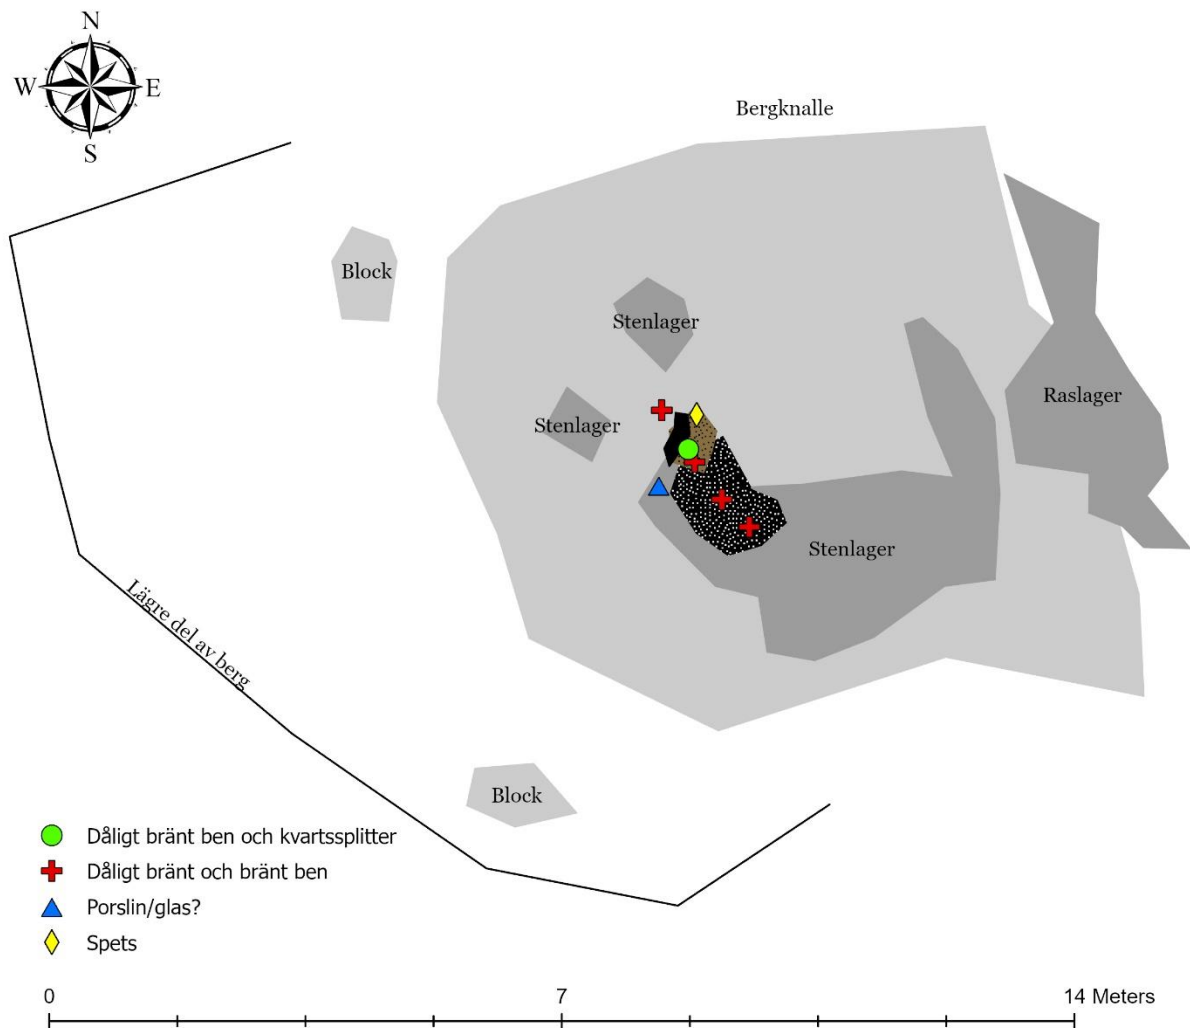 N
W E
S
Bergknalle
Block
Stenlager
Raslager
Stenlager
Stenlager
Lägre del av berg
Block
Dåligt bränt ben och kvartssplitter
Dåligt bränt och bränt ben
Porslin/glas?
Spets
0 7 14 Meters